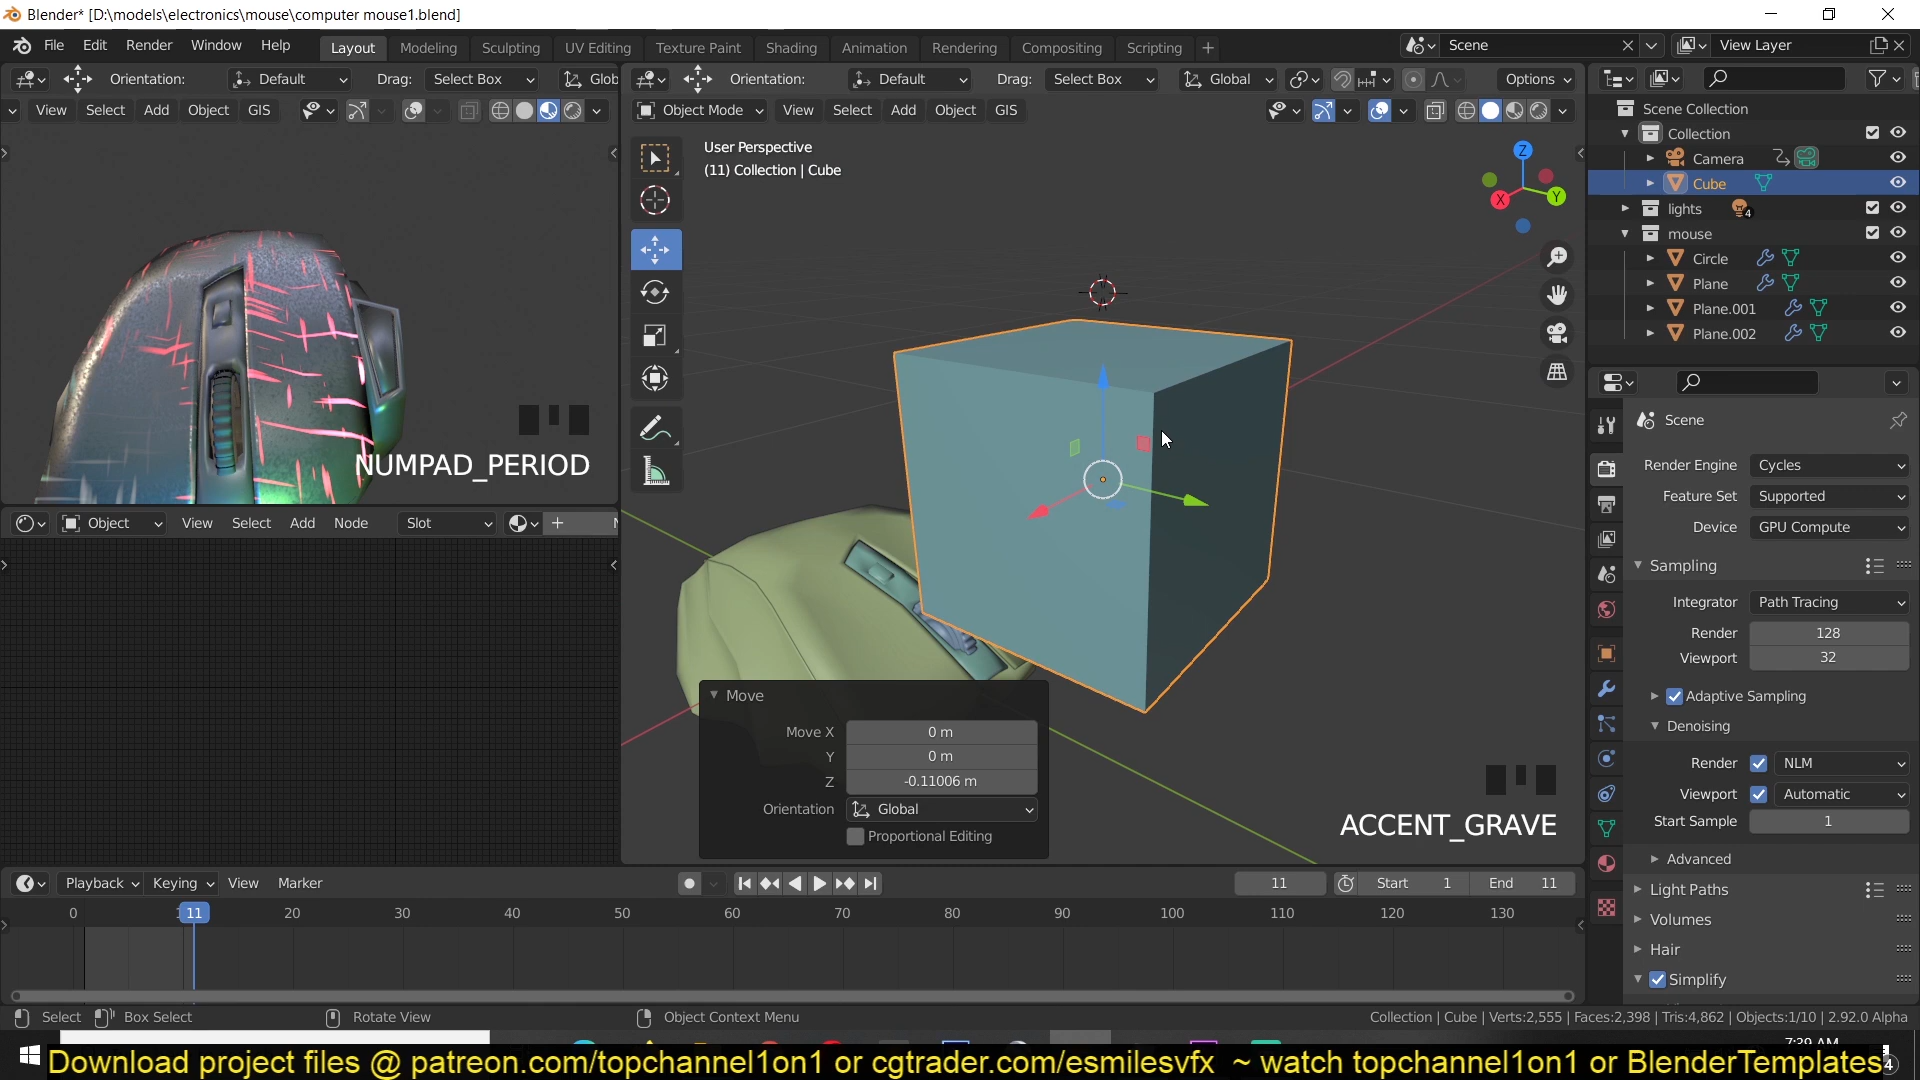 Blender* [D:\models\electronics\mouse\computer mouse1.blend]
File Edit Render Window Help Layout Modeling Sculpting UV Editing Texture Paint Shading Animation Rendering Compositing Scripting + Scene View Layer
Orientation: Default Drag: Select Box Glob
Orientation: Default Drag: Select Box Global Options
View Select Add Object GIS
Object Mode View Select Add Object GIS
User Perspective
(11) Collection | Cube
Z
X
Y
Scene Collection
Collection
Camera
Cube
lights 4
mouse
Circle
Plane
Plane.001
Plane.002
NUMPAD_PERIOD
Object View Select Add Node Slot
Scene
Render Engine Cycles
Feature Set Supported
Device GPU Compute
Sampling
Integrator Path Tracing
Render 128
Viewport 32
Adaptive Sampling
Denoising
Render NLM
Viewport Automatic
Start Sample 1
Advanced
Light Paths
Volumes
Hair
Simplify
Move
Move X 0 m
Y 0 m
Z -0.11006 m
Orientation Global
Proportional Editing
ACCENT_GRAVE
Playback Keying View Marker 11 Start 1 End 11
0 11 20 30 40 50 60 70 80 90 100 110 120 130
Select Box Select Rotate View Object Context Menu Collection | Cube | Verts:2,555 | Faces:2,398 | Tris:4,862 | Objects:1/10 | 2.92.0 Alpha
7:39 AM
Download project files @ patreon.com/topchannel1on1 or cgtrader.com/esmilesvfx ~ watch topchannel1on1 or BlenderTemplates
4